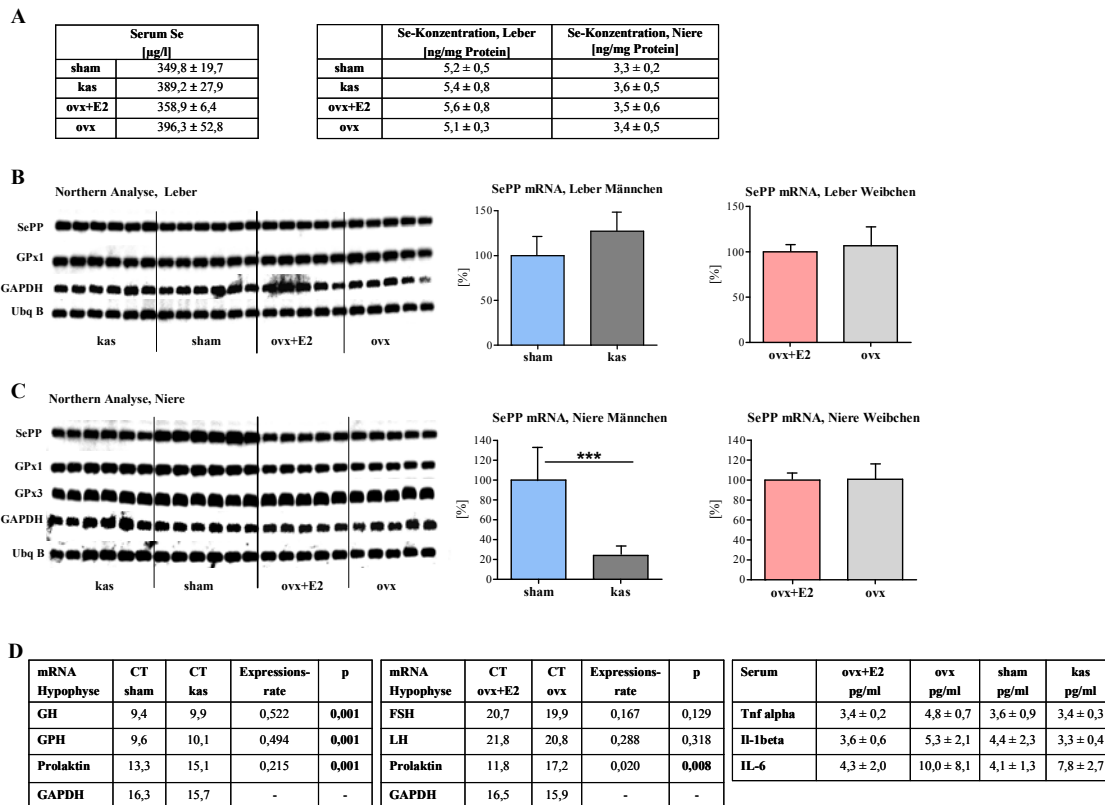 A
Serum Se
[µg/l]
sham 349,8 ± 19,7
kas 389,2 ± 27,9
ovx+E2 358,9 ± 6,4
ovx 396,3 ± 52,8
Se-Konzentration, Leber Se-Konzentration, Niere
[ng/mg Protein] [ng/mg Protein]
sham 5,2 ± 0,5 3,3 ± 0,2
kas 5,4 ± 0,8 3,6 ± 0,5
ovx+E2 5,6 ± 0,8 3,5 ± 0,6
ovx 5,1 ± 0,3 3,4 ± 0,5
B
Northern Analyse, Leber
SePP
GPx1
GAPDH
Ubq B
kas sham ovx+E2 ovx
SePP mRNA, Leber Männchen
[%]
150
100
50
0
sham kas
SePP mRNA, Leber Weibchen
[%]
150
100
50
0
ovx+E2 ovx
C
Northern Analyse, Niere
SePP
GPx1
GPx3
GAPDH
Ubq B
kas sham ovx+E2 ovx
SePP mRNA, Niere Männchen
[%]
140
120
100
80
60
40
20
0
***
sham kas
SePP mRNA, Niere Weibchen
[%]
140
120
100
80
60
40
20
0
ovx+E2 ovx
D
mRNA CT CT Expressions- p
Hypophyse sham kas rate
GH 9,4 9,9 0,522 0,001
GPH 9,6 10,1 0,494 0,001
Prolaktin 13,3 15,1 0,215 0,001
GAPDH 16,3 15,7 - -
mRNA CT CT Expressions- p
Hypophyse ovx+E2 ovx rate
FSH 20,7 19,9 0,167 0,129
LH 21,8 20,8 0,288 0,318
Prolaktin 11,8 17,2 0,020 0,008
GAPDH 16,5 15,9 - -
Serum ovx+E2 ovx sham kas
pg/ml pg/ml pg/ml pg/ml
Tnf alpha 3,4 ± 0,2 4,8 ± 0,7 3,6 ± 0,9 3,4 ± 0,3
Il-1beta 3,6 ± 0,6 5,3 ± 2,1 4,4 ± 2,3 3,3 ± 0,4
IL-6 4,3 ± 2,0 10,0 ± 8,1 4,1 ± 1,3 7,8 ± 2,7